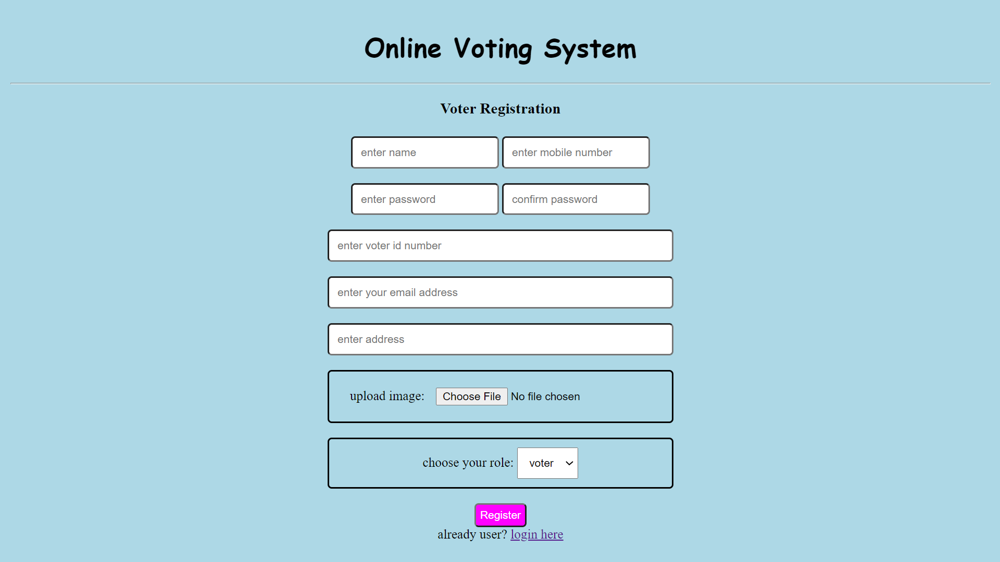 Online Voting System
Voter Registration
enter name enter mobile number
enter password confirm password
enter voter id number
enter your email address
enter address
upload image: Choose File No file chosen
choose your role: voter
Register
already user? login here